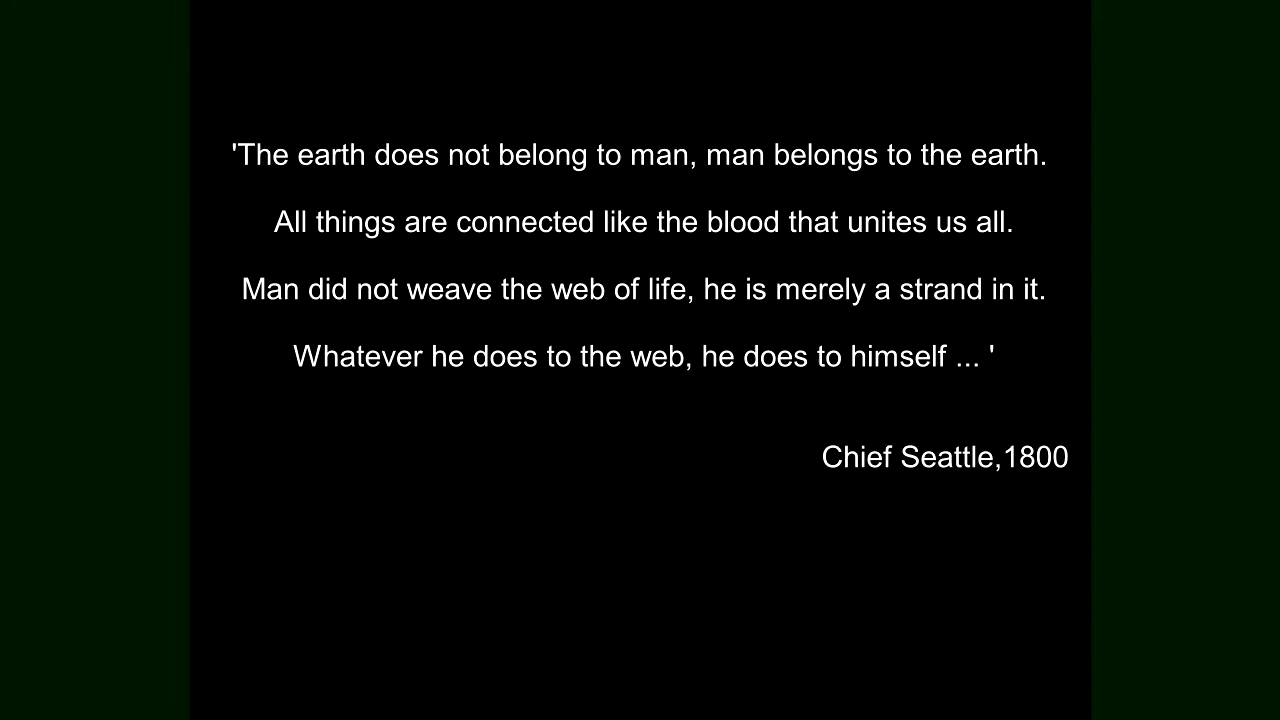 'The earth does not belong to man, man belongs to the earth.
All things are connected like the blood that unites us all.
Man did not weave the web of life, he is merely a strand in it.
Whatever he does to the web, he does to himself ... '
Chief Seattle,1800